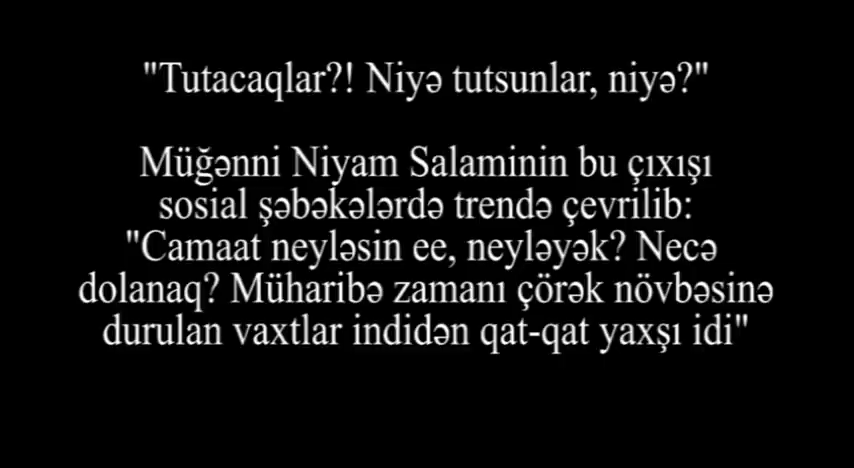 "Tutacaqlar?! Niyə tutsunlar, niyə?"
Müğənni Niyam Salaminin bu çıxışı
sosial şəbəkələrdə trendə çevrilib:
"Camaat neyləsin ee, neyləyək? Necə
dolanaq? Müharibə zamanı çörək növbəsinə
durulan vaxtlar indidən qat-qat yaxşı idi"